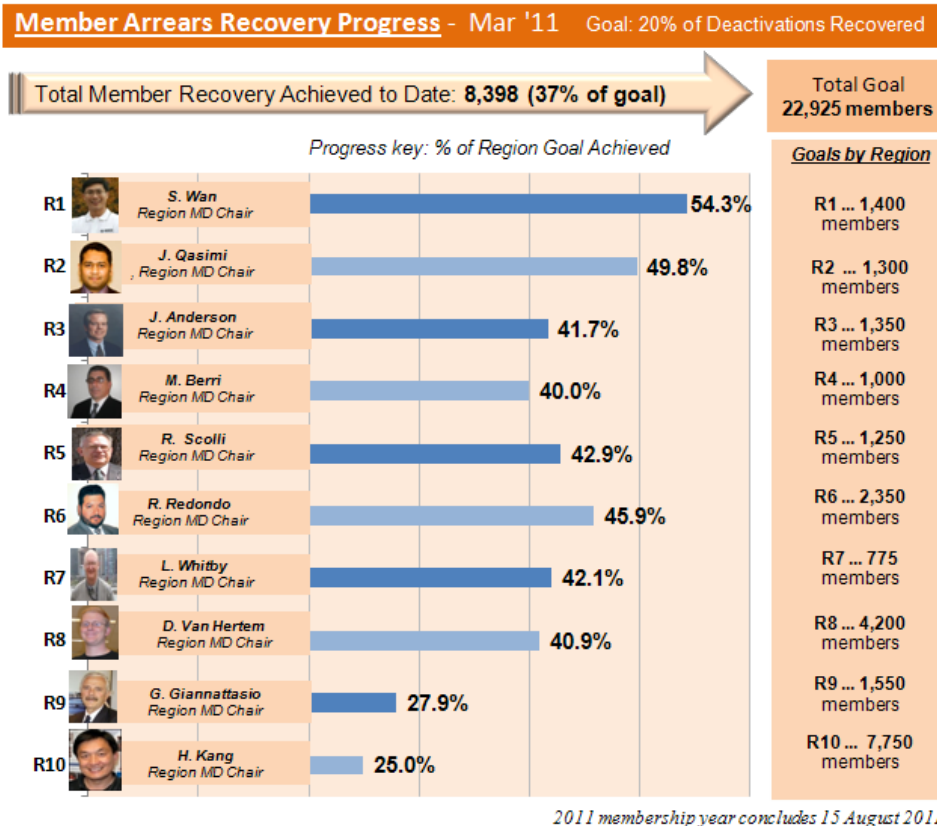 Member Arrears Recovery Progress - Mar '11 Goal: 20% of Deactivations Recovered
Total Member Recovery Achieved to Date: 8,398 (37% of goal)
Total Goal
22,925 members
Progress key: % of Region Goal Achieved
Goals by Region
R1
S. Wan
Region MD Chair
54.3%
R1 ... 1,400
members
R2
J. Qasimi
, Region MD Chair
49.8%
R2 ... 1,300
members
R3
J. Anderson
Region MD Chair
41.7%
R3 ... 1,350
members
R4
M. Berri
Region MD Chair
40.0%
R4 ... 1,000
members
R5
R. Scolli
Region MD Chair
42.9%
R5 ... 1,250
members
R6
R. Redondo
Region MD Chair
45.9%
R6 ... 2,350
members
R7
L. Whitby
Region MD Chair
42.1%
R7 ... 775
members
R8
D. Van Hertem
Region MD Chair
40.9%
R8 ... 4,200
members
R9
G. Giannattasio
Region MD Chair
27.9%
R9 ... 1,550
members
R10
H. Kang
Region MD Chair
25.0%
R10 ... 7,750
members
2011 membership year concludes 15 August